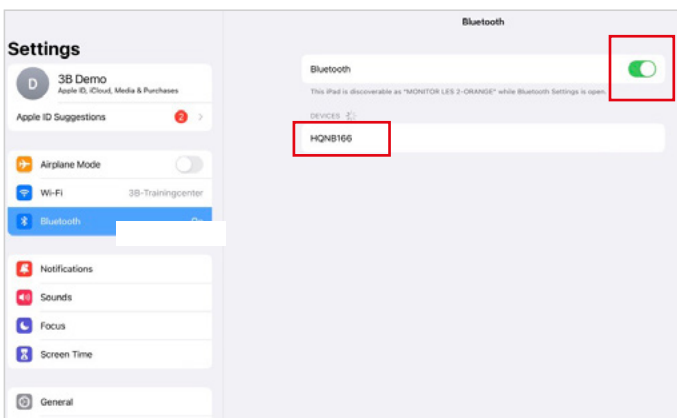 Bluetooth
Settings
D
3B Demo
Apple ID, iCloud, Media & Purchases
Apple ID Suggestions
2
Airplane Mode
Wi-Fi
3B-Trainingcenter
Bluetooth
Notifications
Sounds
Focus
Screen Time
General
Bluetooth
This iPad is discoverable as "MONITOR LES 2-ORANGE" while Bluetooth Settings is open.
DEVICES
HQNB166